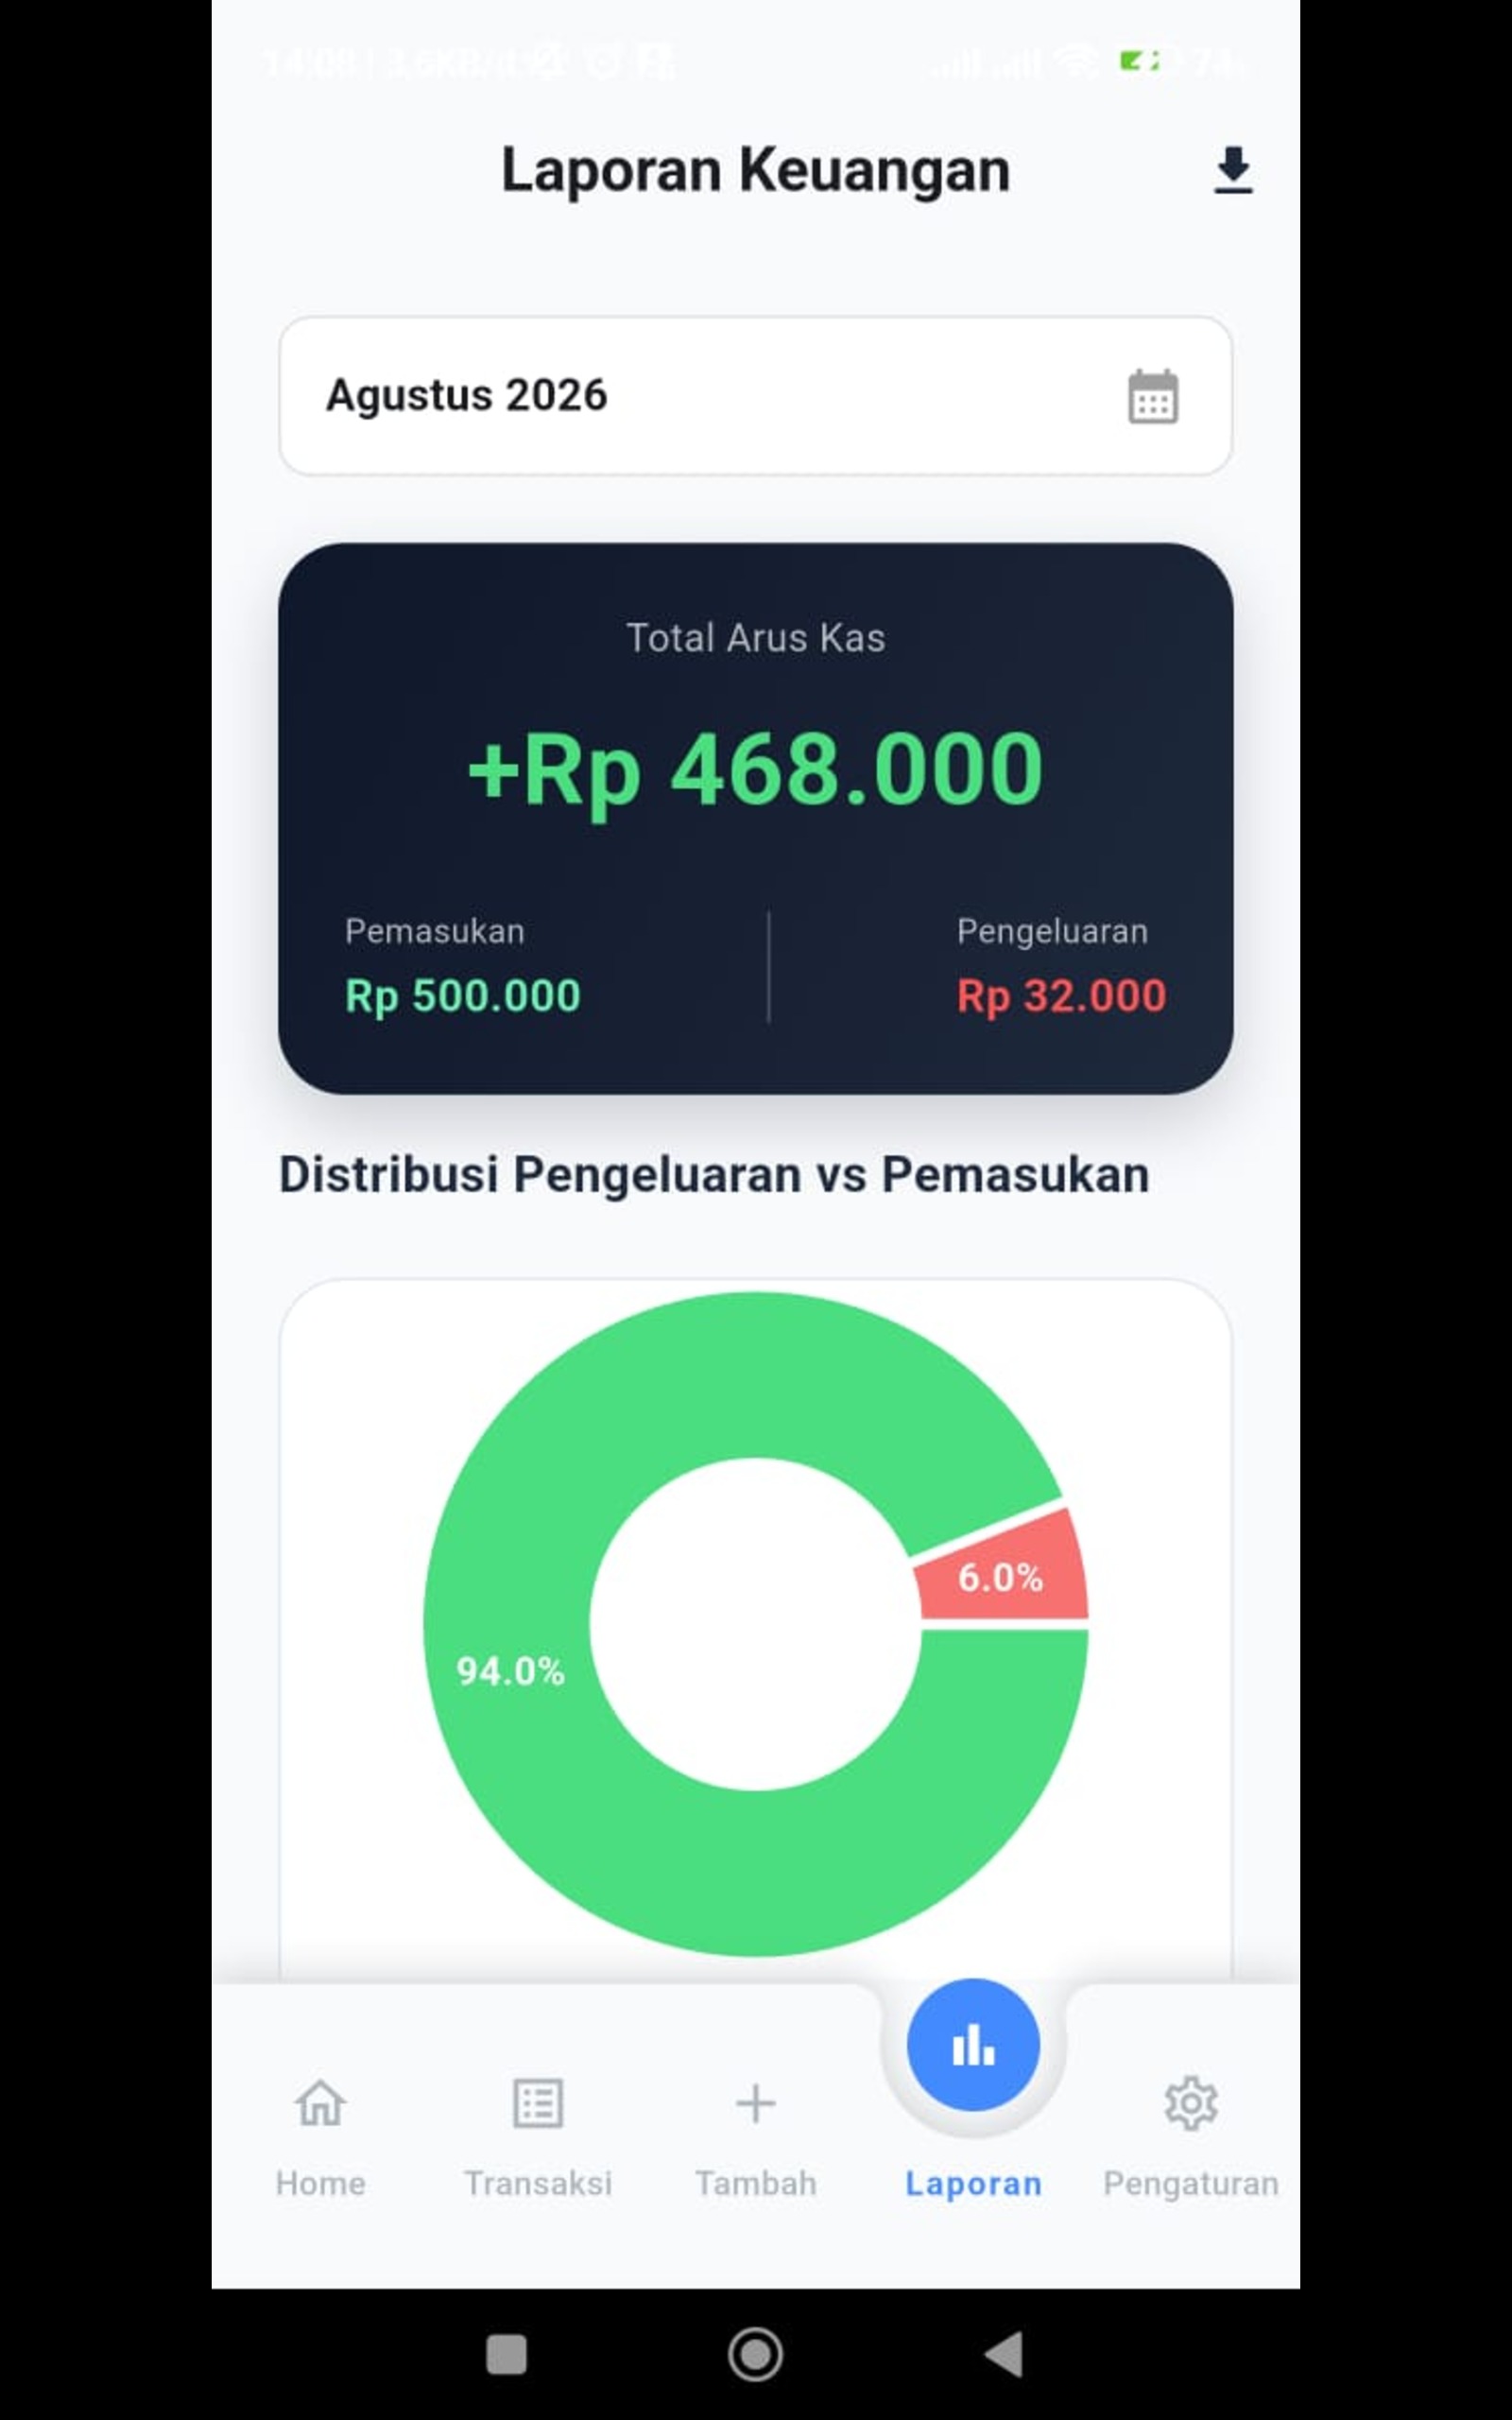 Laporan Keuangan
Agustus 2026
Total Arus Kas
+Rp 468.000
Pemasukan
Pengeluaran
Rp 500.000
Rp 32.000
Distribusi Pengeluaran vs Pemasukan
6.0%
94.0%
Home
Transaksi
Tambah
Laporan
Pengaturan